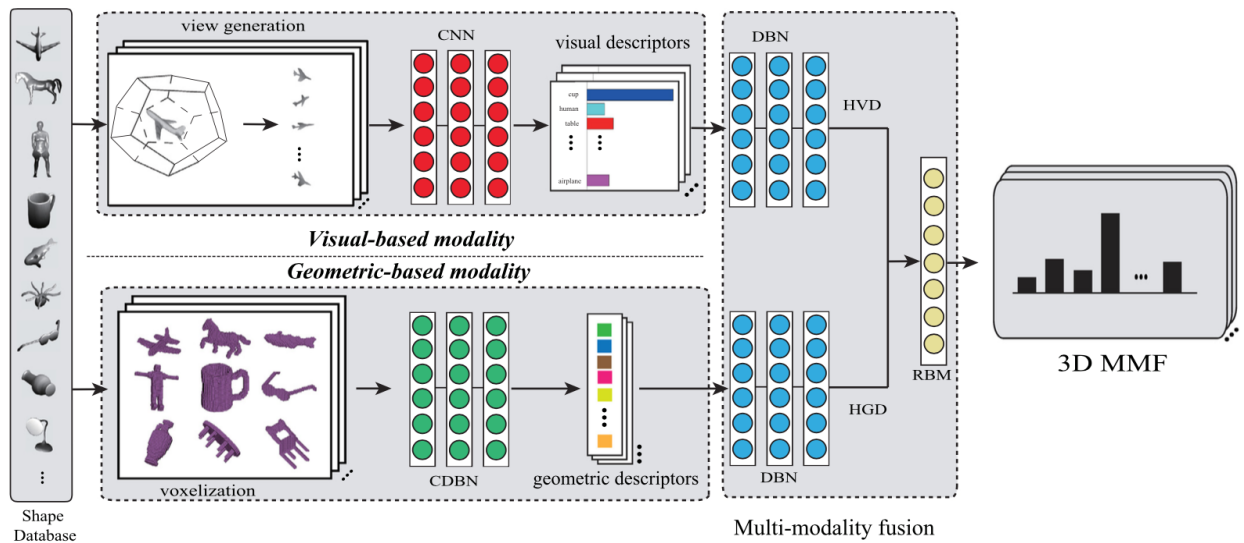 view generation
CNN
visual descriptors
cup
human
table
airplane
DBN
HVD
Visual-based modality
Geometric-based modality
voxelization
CDBN
geometric descriptors
HGD
DBN
RBM
3D MMF
Multi-modality fusion
Shape
Database